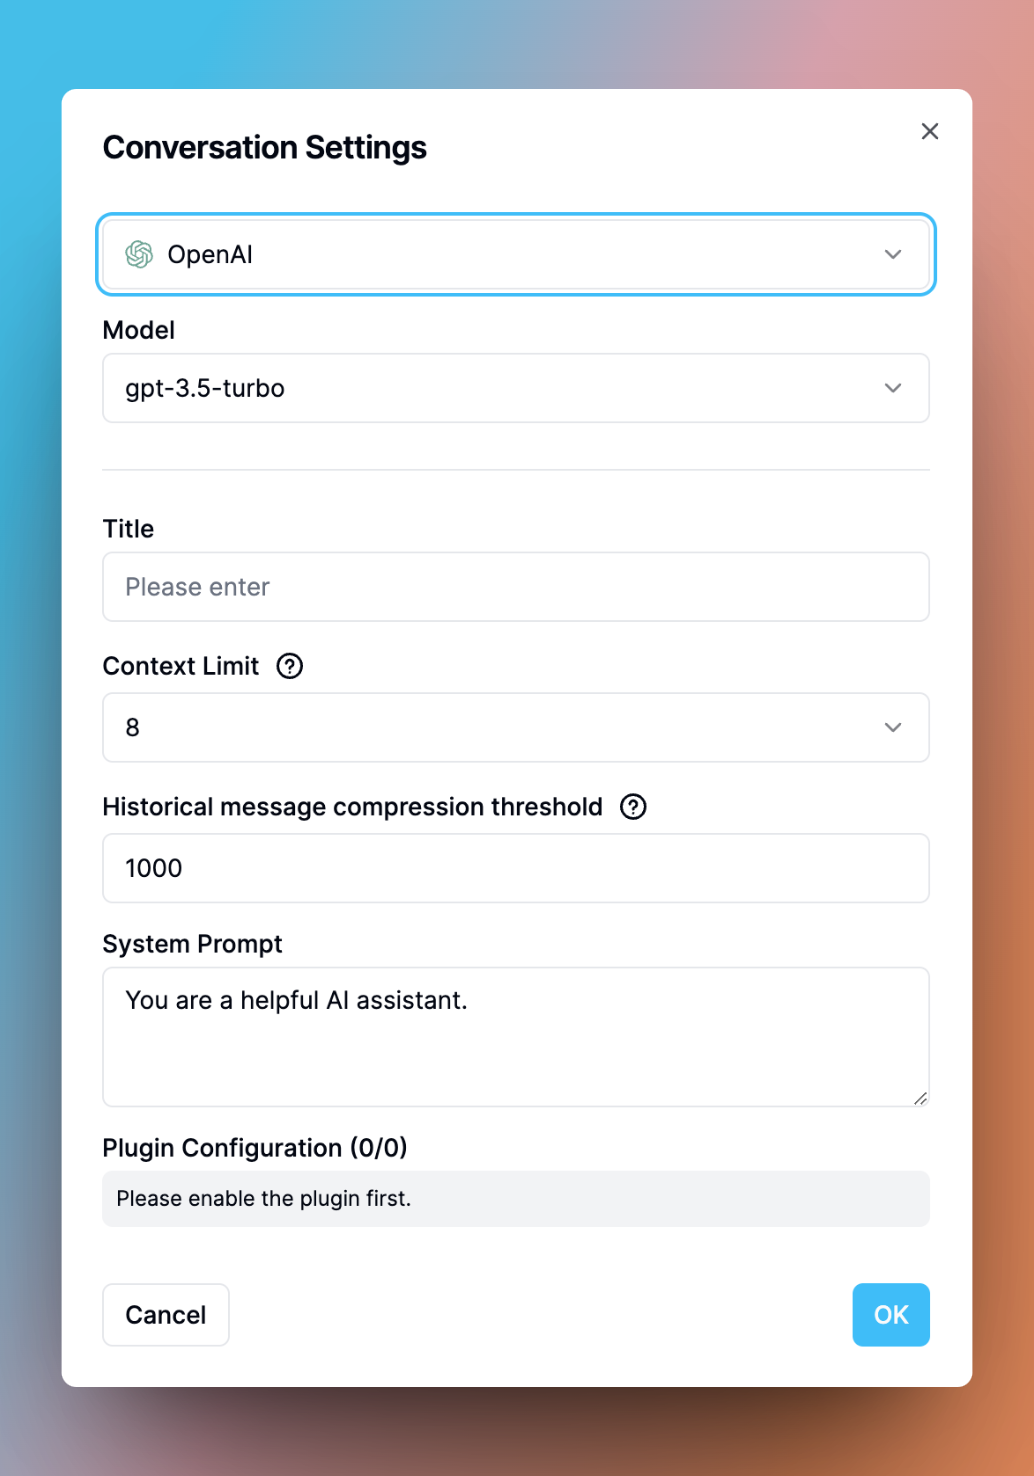 Conversation Settings
OpenAI
Model
gpt-3.5-turbo
Title
Please enter
Context Limit
8
Historical message compression threshold
1000
System Prompt
You are a helpful AI assistant.
Plugin Configuration (0/0)
Please enable the plugin first.
Cancel
OK